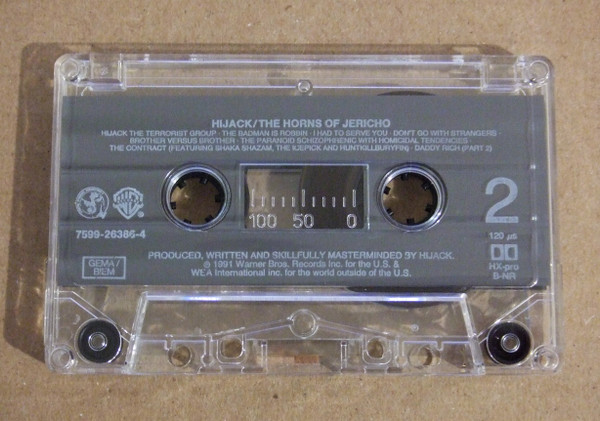 HIJACK/THE HORNS OF JERICHO
HIJACK THE TERRORIST GROUP · THE BADMAN IS ROBBIN · I HAD TO SERVE YOU · DON'T GO WITH STRANGERS ·
BROTHER VERSUS BROTHER · THE PARANOID SCHIZOPHRENIC WITH HOMICIDAL TENDENCIES ·
THE CONTRACT (FEATURING SHAKA SHAZAM, THE ICEPICK AND HUNTKILLBURYFIN) · DADDY RICH (PART 2)
2
100 50 0
7599-26386-4
120 µs
PRODUCED, WRITTEN AND SKILLFULLY MASTERMINDED BY HIJACK.
GEMA/
BIEM
℗ 1991 Warner Bros. Records Inc. for the U.S. &
WEA International Inc. for the world outside of the U.S.
HX-pro
B-NR